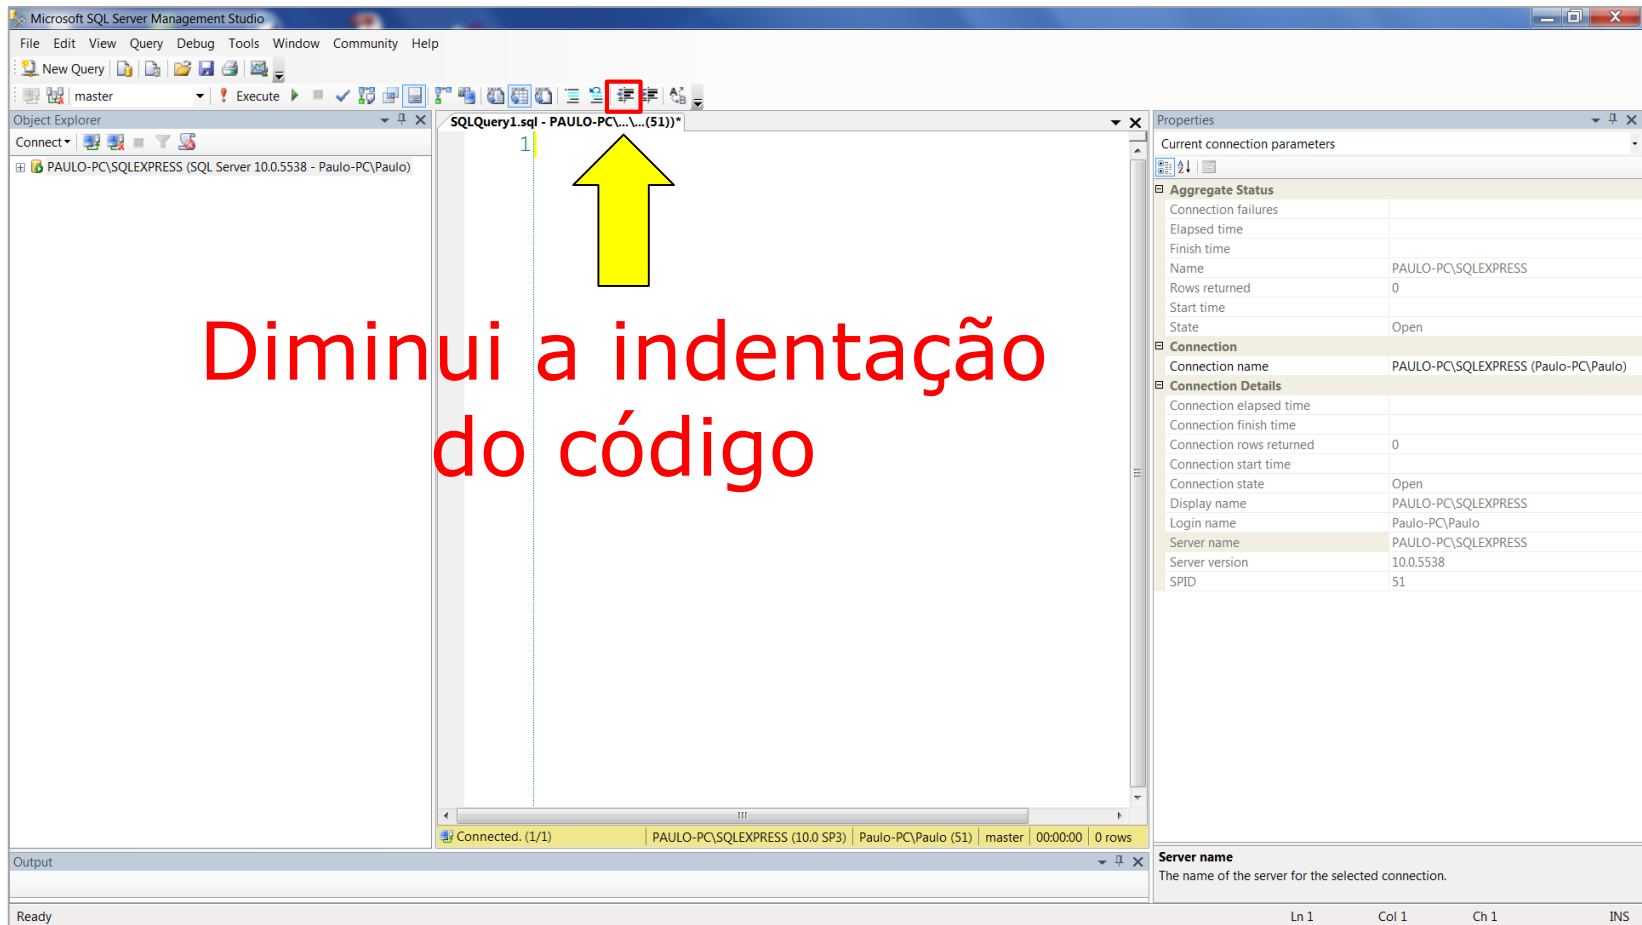 Microsoft SQL Server Management Studio
File Edit View Query Debug Tools Window Community Help
New Query
master Execute
Object Explorer
Connect
PAULO-PC\SQLEXPRESS (SQL Server 10.0.5538 - Paulo-PC\Paulo)
SQLQuery1.sql - PAULO-PC\...\...(51))*
1
Diminui a indentação
do código
Connected. (1/1) PAULO-PC\SQLEXPRESS (10.0 SP3) Paulo-PC\Paulo (51) master 00:00:00 0 rows
Output
Properties
Current connection parameters
Aggregate Status
Connection failures
Elapsed time
Finish time
Name PAULO-PC\SQLEXPRESS
Rows returned 0
Start time
State Open
Connection
Connection name PAULO-PC\SQLEXPRESS (Paulo-PC\Paulo)
Connection Details
Connection elapsed time
Connection finish time
Connection rows returned 0
Connection start time
Connection state Open
Display name PAULO-PC\SQLEXPRESS
Login name Paulo-PC\Paulo
Server name PAULO-PC\SQLEXPRESS
Server version 10.0.5538
SPID 51
Server name
The name of the server for the selected connection.
Ready Ln 1 Col 1 Ch 1 INS